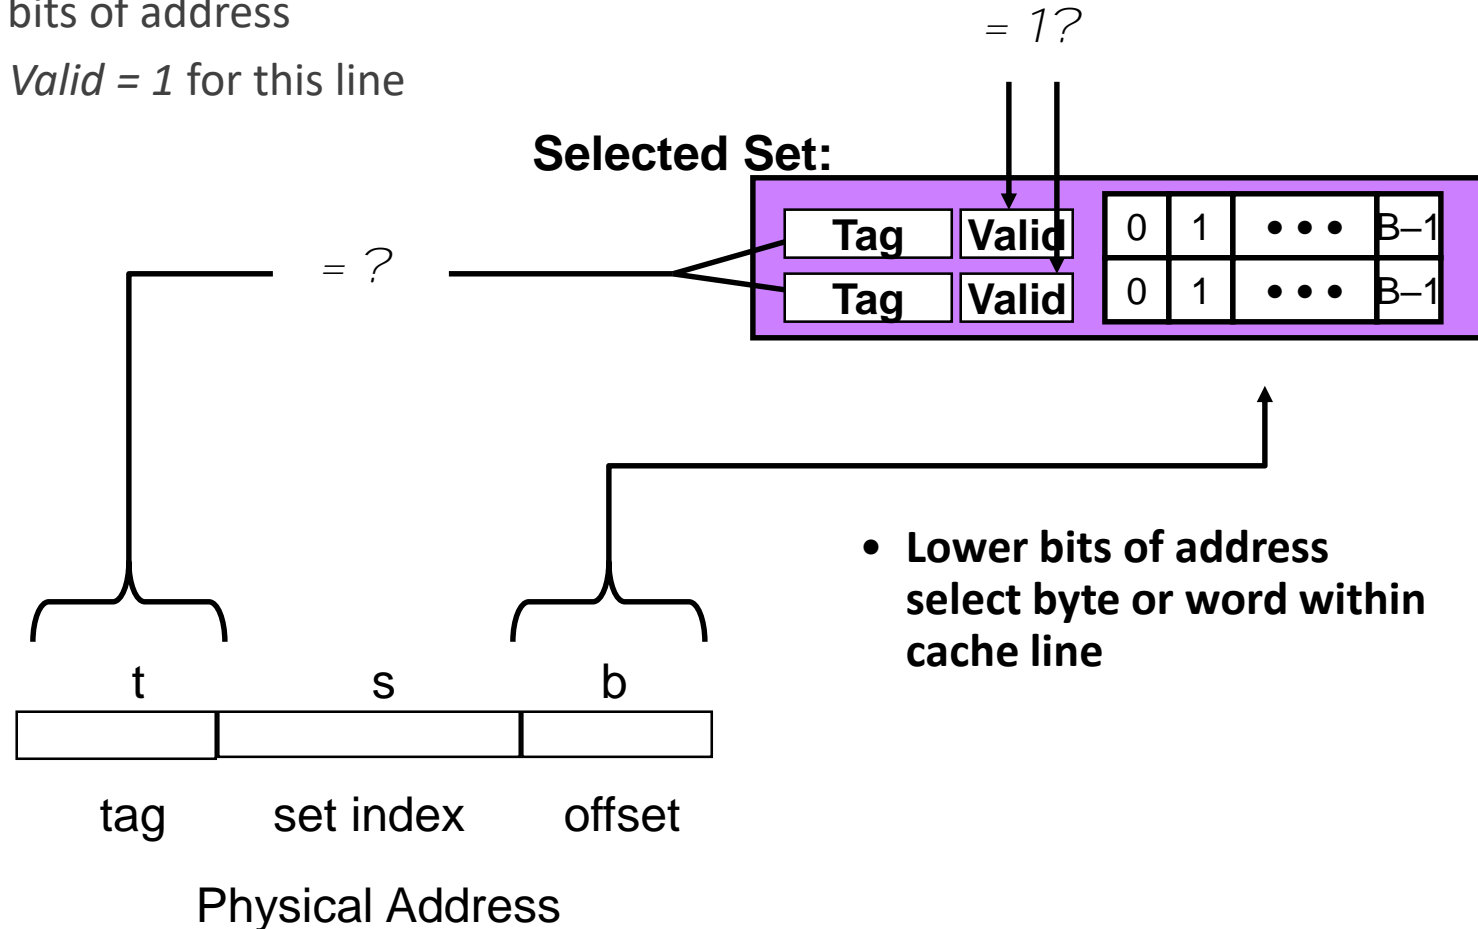 bits of address
Valid = 1 for this line
= 1?
Selected Set:
Tag Valid 0 1 • • • B–1
= ?
Tag Valid 0 1 • • • B–1
• Lower bits of address
select byte or word within
cache line
t s b
tag set index offset
Physical Address